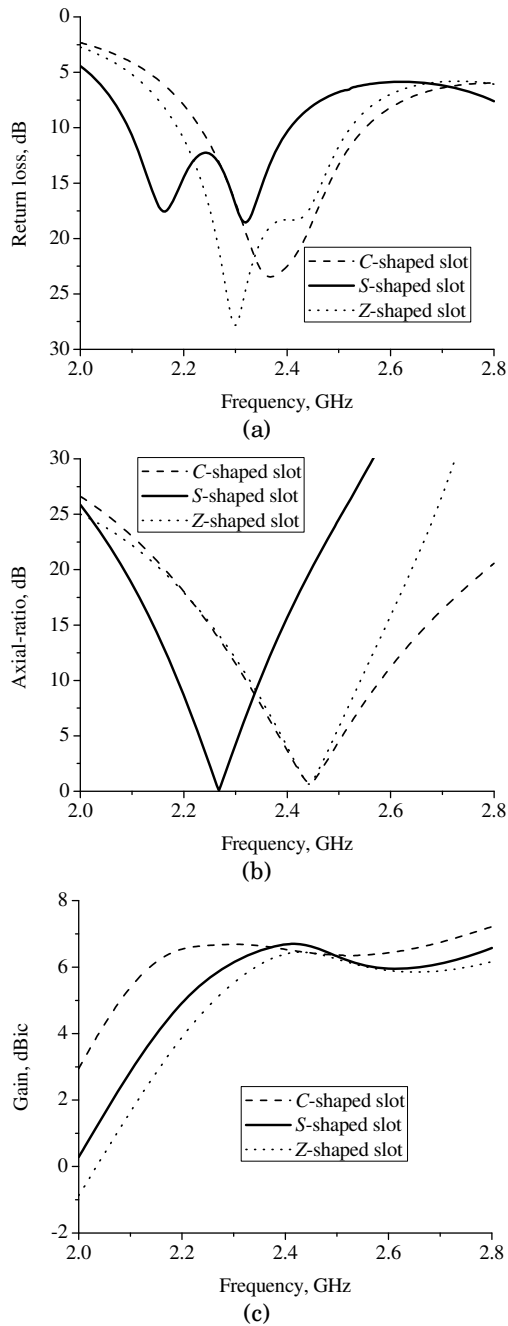 0
5
10
15
20
25
30
Return loss, dB
C-shaped slot
S-shaped slot
Z-shaped slot
2.0 2.2 2.4 2.6 2.8
Frequency, GHz
(a)
30
25
20
15
10
5
0
Axial-ratio, dB
C-shaped slot
S-shaped slot
Z-shaped slot
2.0 2.2 2.4 2.6 2.8
Frequency, GHz
(b)
8
6
4
2
0
-2
Gain, dBic
C-shaped slot
S-shaped slot
Z-shaped slot
2.0 2.2 2.4 2.6 2.8
Frequency, GHz
(c)